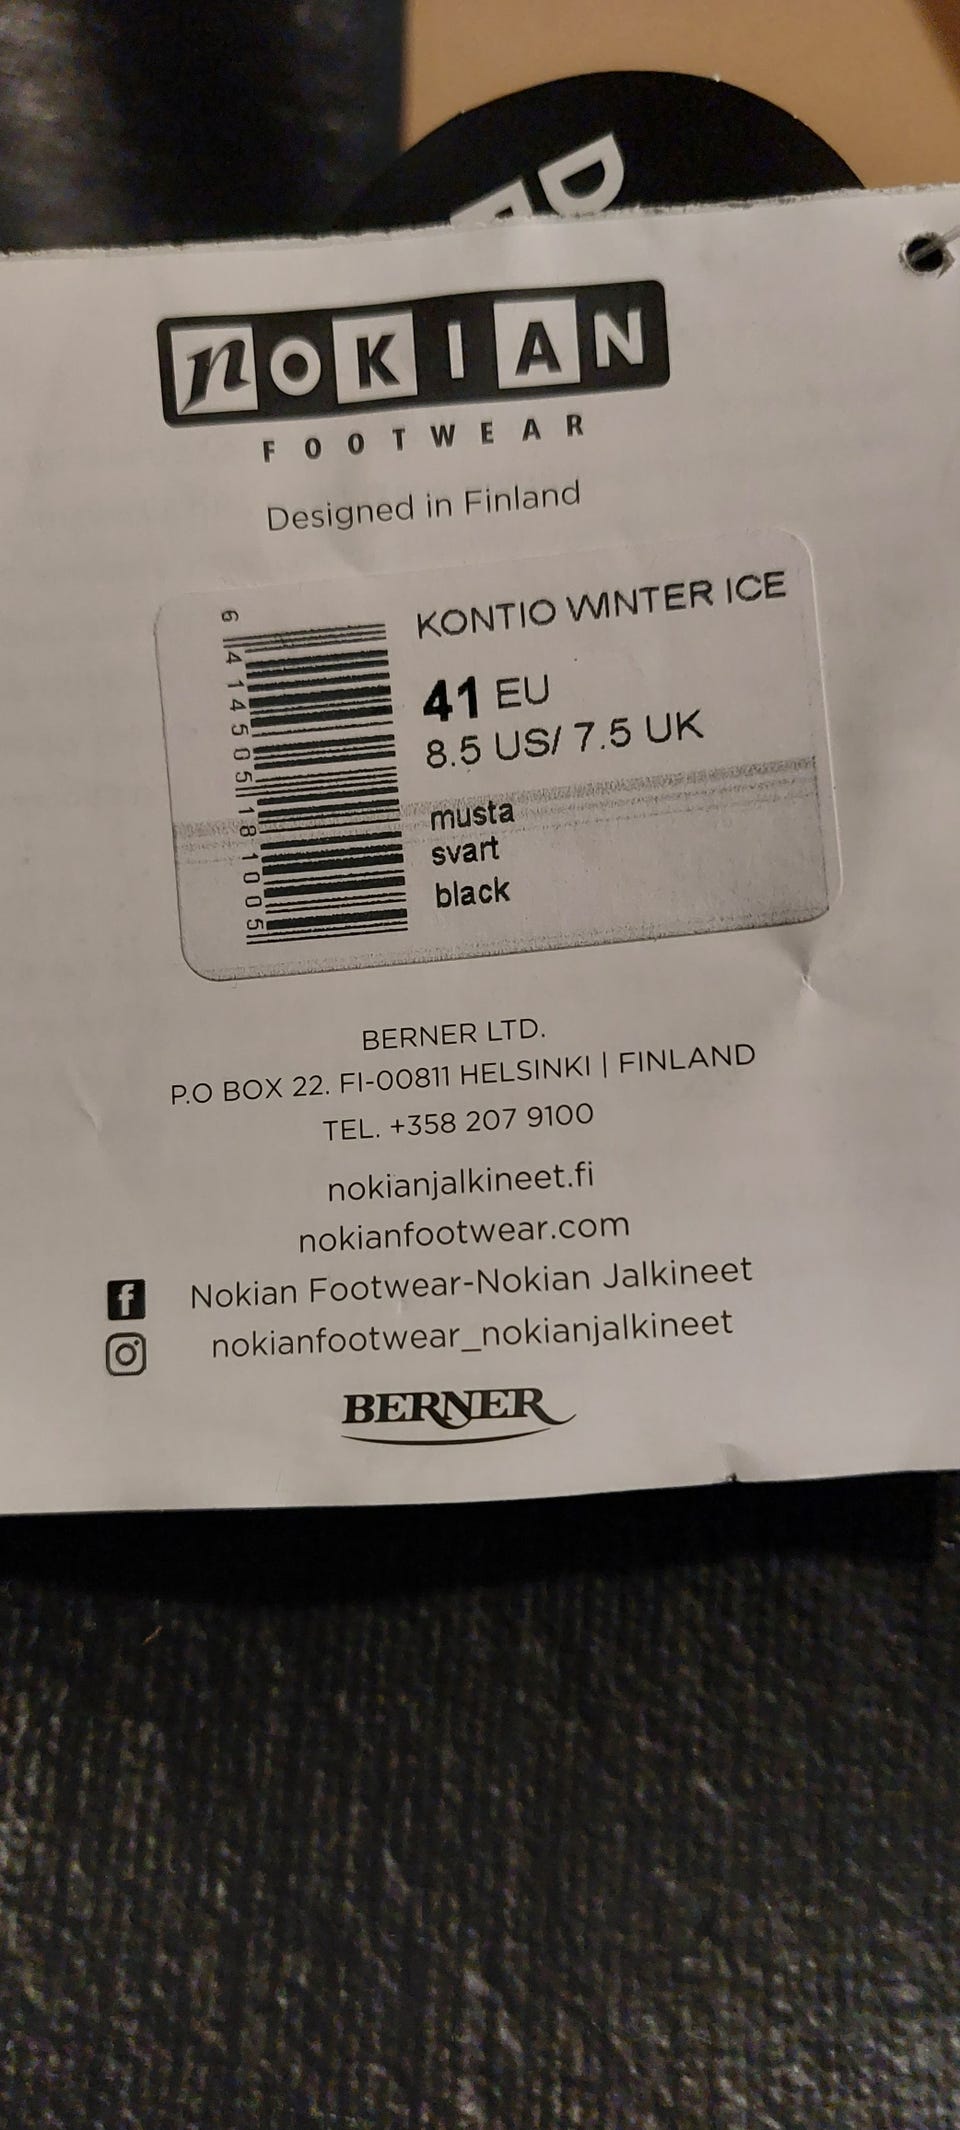 D
nOKIAN
FOOTWEAR
Designed in Finland
KONTIO WINTER ICE
41 EU
8.5 US/ 7.5 UK
musta
svart
black
6 414505 181005
BERNER LTD.
P.O BOX 22. FI-00811 HELSINKI | FINLAND
TEL. +358 207 9100
nokianjalkineet.fi
nokianfootwear.com
f Nokian Footwear-Nokian Jalkineet
nokianfootwear_nokianjalkineet
BERNER